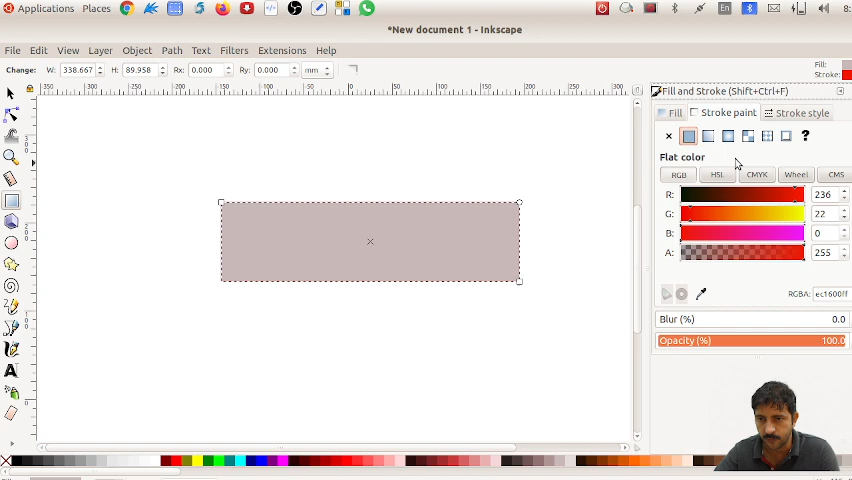 Applications
Places
En
8:
*New document 1 - Inkscape
File Edit View Layer Object Path Text Filters Extensions Help
Fill:
Stroke:
Change: W: 338.667 H: 89.958 Rx: 0.000 Ry: 0.000 mm
Fill and Stroke (Shift+Ctrl+F)
Fill Stroke paint Stroke style
Flat color
RGB HSL CMYK Wheel CMS
R: 236
G: 22
B: 0
A: 255
RGBA: ec1600ff
Blur (%) 0.0
Opacity (%) 100.0